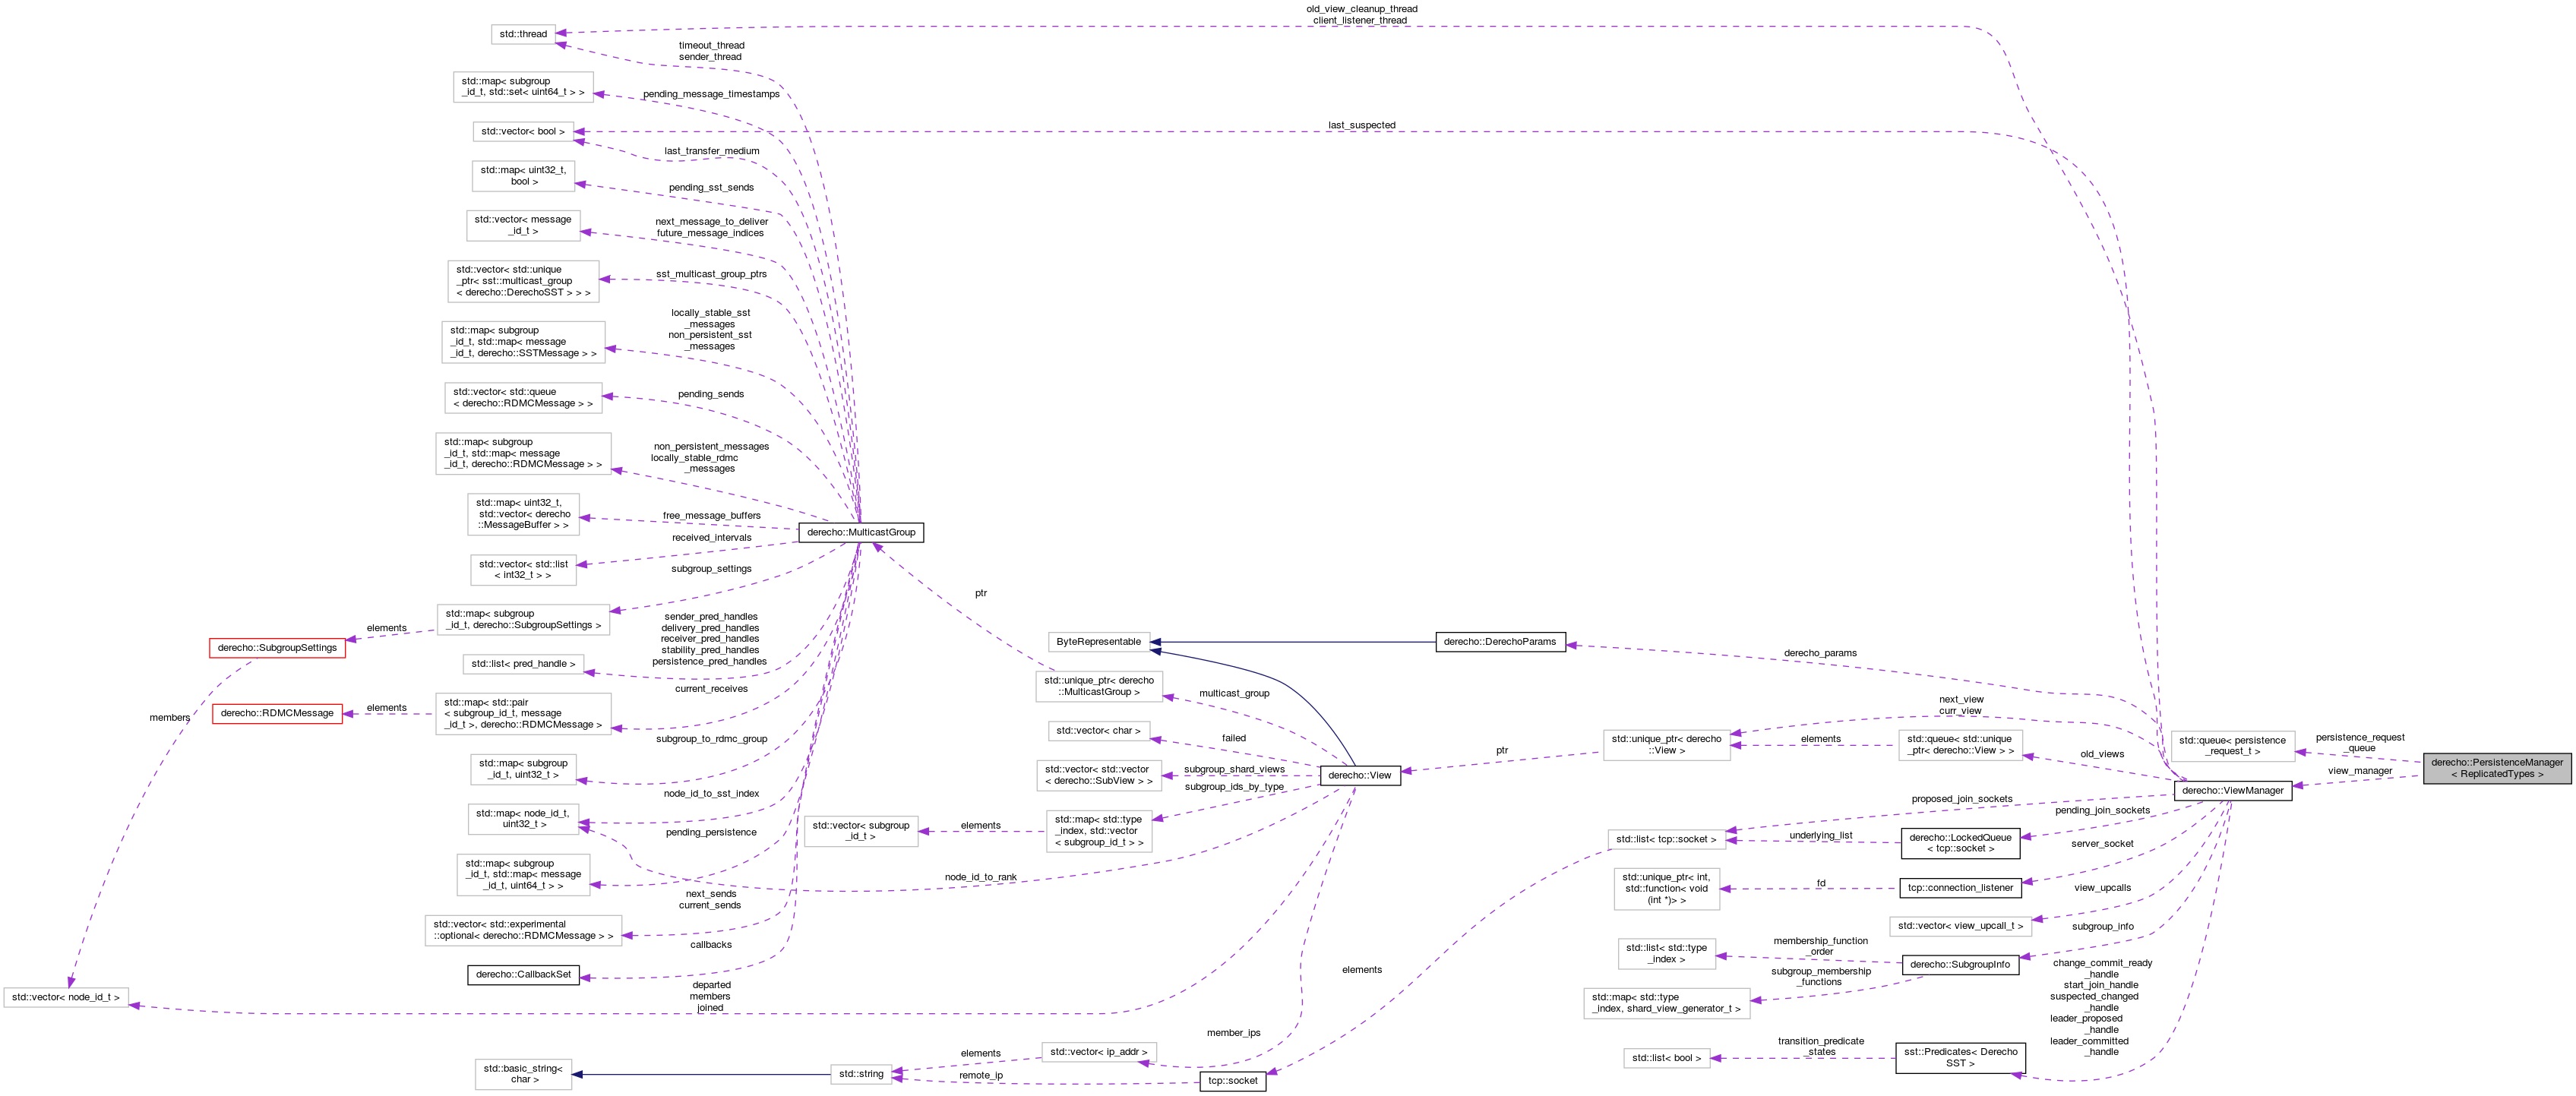 old_view_cleanup_thread
client_listener_thread
std::thread
timeout_thread
sender_thread
std::map< subgroup
_id_t, std::set< uint64_t > >
pending_message_timestamps
std::vector< bool >
last_suspected
last_transfer_medium
std::map< uint32_t,
bool >
pending_sst_sends
std::vector< message
_id_t >
next_message_to_deliver
future_message_indices
std::vector< std::unique
_ptr< sst::multicast_group
< derecho::DerechoSST > > >
sst_multicast_group_ptrs
std::map< subgroup
_id_t, std::map< message
_id_t, derecho::SSTMessage > >
locally_stable_sst
_messages
non_persistent_sst
_messages
std::vector< std::queue
< derecho::RDMCMessage > >
pending_sends
std::map< subgroup
_id_t, std::map< message
_id_t, derecho::RDMCMessage > >
non_persistent_messages
locally_stable_rdmc
_messages
std::map< uint32_t,
std::vector< derecho
::MessageBuffer > >
free_message_buffers
derecho::MulticastGroup
received_intervals
std::vector< std::list
< int32_t > >
subgroup_settings
ptr
std::map< subgroup
_id_t, derecho::SubgroupSettings >
elements
derecho::SubgroupSettings
sender_pred_handles
delivery_pred_handles
receiver_pred_handles
stability_pred_handles
persistence_pred_handles
std::list< pred_handle >
ByteRepresentable
derecho::DerechoParams
derecho_params
std::unique_ptr< derecho
::MulticastGroup >
multicast_group
current_receives
members
derecho::RDMCMessage
elements
std::map< std::pair
< subgroup_id_t, message
_id_t >, derecho::RDMCMessage >
next_view
curr_view
std::vector< char >
failed
subgroup_to_rdmc_group
ptr
std::unique_ptr< derecho
::View >
elements
std::queue< std::unique
_ptr< derecho::View > >
old_views
std::queue< persistence
_request_t >
persistence_request
_queue
derecho::PersistenceManager
< ReplicatedTypes >
view_manager
std::map< subgroup
_id_t, uint32_t >
std::vector< std::vector
< derecho::SubView > >
subgroup_shard_views
subgroup_ids_by_type
derecho::View
derecho::ViewManager
node_id_to_sst_index
proposed_join_sockets
pending_join_sockets
std::map< node_id_t,
uint32_t >
std::vector< subgroup
_id_t >
elements
std::map< std::type
_index, std::vector
< subgroup_id_t > >
pending_persistence
std::list< tcp::socket >
underlying_list
derecho::LockedQueue
< tcp::socket >
server_socket
std::map< subgroup
_id_t, std::map< message
_id_t, uint64_t > >
node_id_to_rank
std::unique_ptr< int,
std::function< void
(int *)> >
fd
tcp::connection_listener
view_upcalls
next_sends
current_sends
std::vector< std::experimental
::optional< derecho::RDMCMessage > >
std::vector< view_upcall_t >
subgroup_info
callbacks
std::list< std::type
_index >
membership_function
_order
derecho::SubgroupInfo
derecho::CallbackSet
elements
subgroup_membership
_functions
std::map< std::type
_index, shard_view_generator_t >
std::vector< node_id_t >
departed
members
joined
change_commit_ready
_handle
start_join_handle
suspected_changed
_handle
leader_proposed
_handle
leader_committed
_handle
member_ips
std::vector< ip_addr >
std::list< bool >
transition_predicate
_states
sst::Predicates< Derecho
SST >
std::basic_string<
char >
std::string
elements
remote_ip
tcp::socket